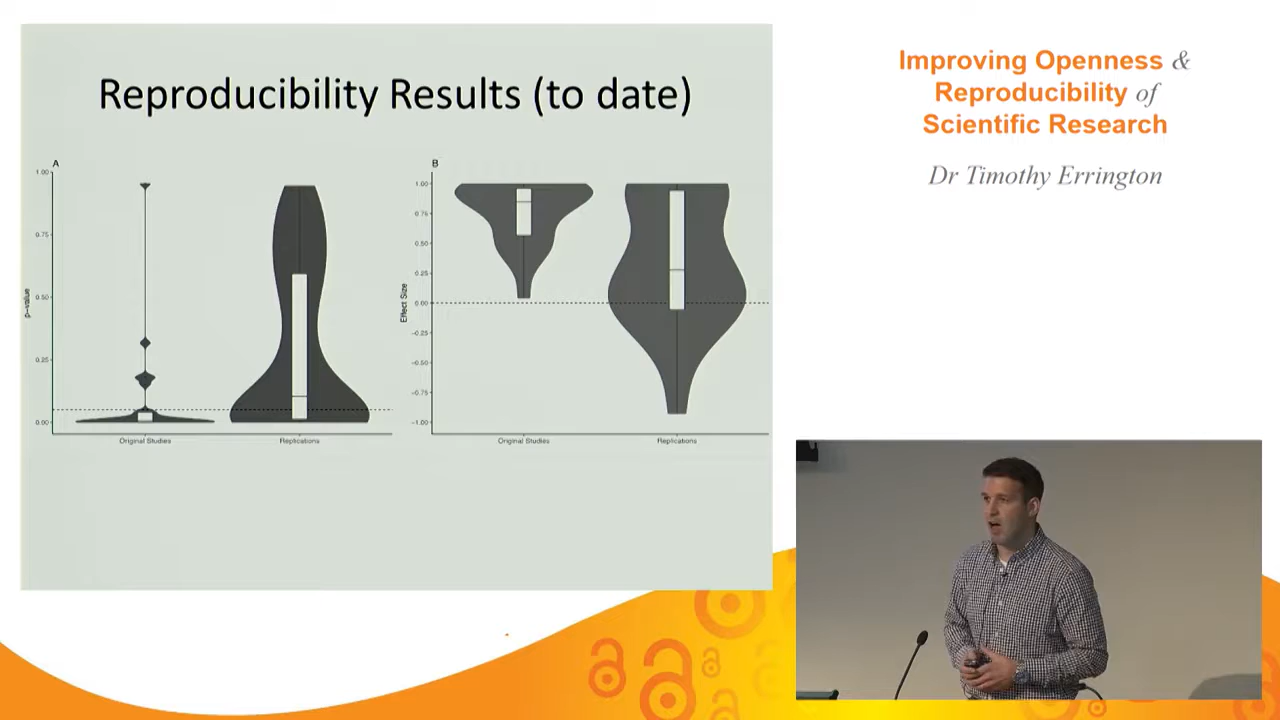 Reproducibility Results (to date)
A
1.00
0.75
0.50
0.25
0.00
p-value
Original Studies
Replications
B
1.00
0.75
0.50
0.25
0.00
-0.25
-0.50
-0.75
-1.00
Effect Size
Original Studies
Replications
Improving Openness &
Reproducibility of
Scientific Research
Dr Timothy Errington